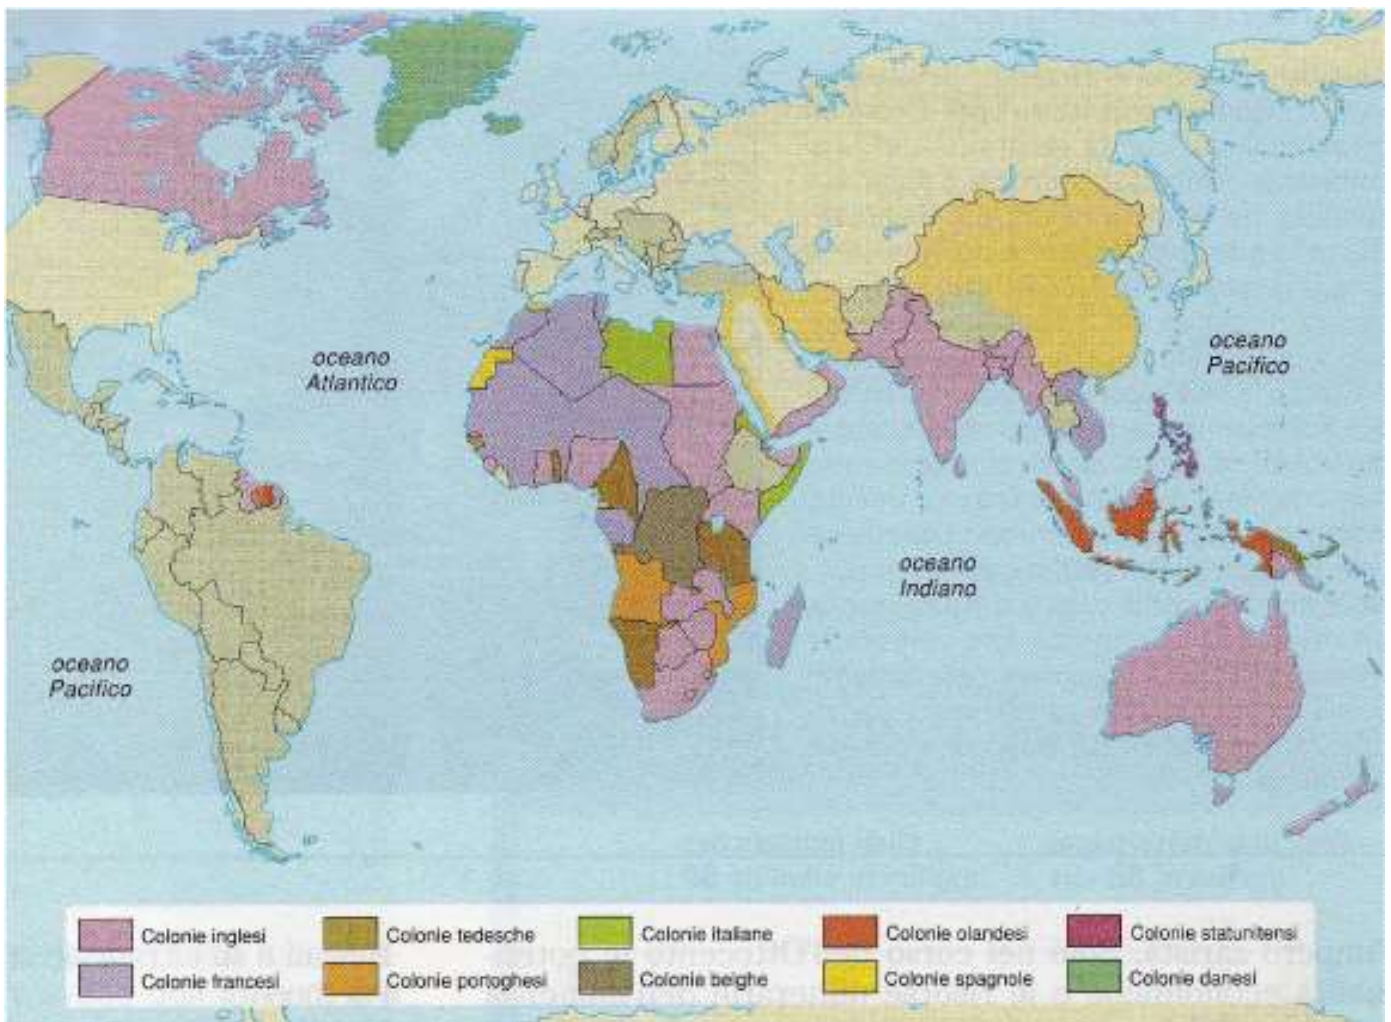 oceano
Atlantico
oceano
Pacifico
oceano
Indiano
oceano
Pacifico
Colonie inglesi
Colonie tedesche
Colonie italiane
Colonie olandesi
Colonie statunitensi
Colonie francesi
Colonie portoghesi
Colonie belghe
Colonie spagnole
Colonie danesi